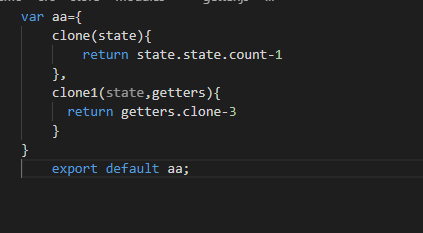 var aa={
clone(state){
return state.state.count-1
},
clone1(state,getters){
return getters.clone-3
}
}
export default aa;